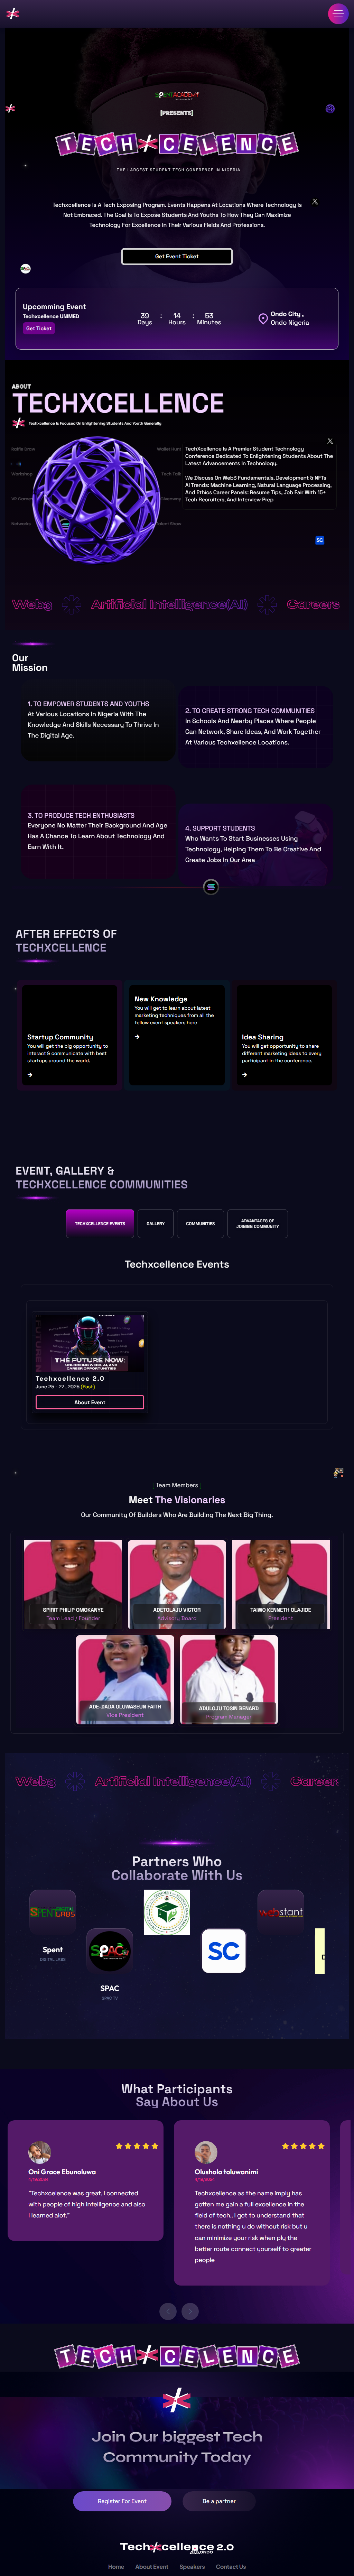 SPENTACADEMY
[PRESENTS]
TECHXCELENCE
THE LARGEST STUDENT TECH CONFRENCE IN NIGERIA
Techxcellence Is A Tech Exposing Program. Events Happens At Locations Where Technology Is
Not Embraced. The Goal Is To Expose Students And Youths To How They Can Maximize
Technology For Excellence In Their Various Fields And Professions.
Get Event Ticket
Upcomming Event
Techxcellence UNIMED
Get Ticket
39 : 14 : 53
Days Hours Minutes
Ondo City ,
Ondo Nigeria
ABOUT
TECHXCELLENCE
Techxcellence Is Focused On Enlightening Students And Youth Generally
Workshop
Tech Talk
TechXcellence Is A Premier Student Technology
Conference Dedicated To Enlightening Students About The
Latest Advancements In Technology.
We Discuss On Web3 Fundamentals, Development & NFTs
AI Trends: Machine Learning, Natural Language Processing,
And Ethics Career Panels: Resume Tips, Job Fair With 15+
Tech Recruiters, And Interview Prep
SC
Web3 Artificial Intelligence(AI) Careers
Our
Mission
1. TO EMPOWER STUDENTS AND YOUTHS
At Various Locations In Nigeria With The
Knowledge And Skills Necessary To Thrive In
The Digital Age.
2. TO CREATE STRONG TECH COMMUNITIES
In Schools And Nearby Places Where People
Can Network, Share Ideas, And Work Together
At Various Techxellence Locations.
3. TO PRODUCE TECH ENTHUSIASTS
Everyone No Matter Their Background And Age
Has A Chance To Learn About Technology And
Earn With It.
4. SUPPORT STUDENTS
Who Wants To Start Businesses Using
Technology, Helping Them To Be Creative And
Create Jobs In Our Area
AFTER EFFECTS OF
TECHXCELLENCE
Startup Community
You will get the big opportunity to
interact & communicate with best
startups around the world.
New Knowledge
You will get to learn about latest
marketing techniques from all the
fellow event speakers here
Idea Sharing
You will get opportunity to share
different marketing ideas to every
participant in the conference.
EVENT, GALLERY &
TECHXCELLENCE COMMUNITIES
TECHXCELLENCE EVENTS
GALLERY
COMMUNITIES
ADVANTAGES OF
JOINING COMMUNITY
Techxcellence Events
THE FUTURE NOW:
UNLOCKING WEB3, AI AND
CAREER OPPORTUNITIES
Techxcellence 2.0
June 25 - 27 , 2025 (Past)
About Event
Team Members
Meet The Visionaries
Our Community Of Builders Who Are Building The Next Big Thing.
SPIRIT PHILIP OMOKANYE
Team Lead / Founder
ADETOLAJU VICTOR
Advisory Board
TAIWO KENNETH OLAJIDE
President
ADE-DADA OLUWASEUN FAITH
Vice President
ADULOJU TOSIN BENARD
Program Manager
Web3 Artificial Intelligence(AI) Career
Partners Who
Collaborate With Us
Spent
DIGITAL LABS
SPAC
SPAC TV
SC
What Participants
Say About Us
Oni Grace Ebunoluwa
"Techxcelence was great, I connected
with people of high intelligence and also
I learned alot."
Olushola toluwanimi
Techxcellence as the name imply has
gotten me gain a full excellence in the
field of tech.. I got to understand that
there is notning u do without risk but u
can minimize your risk when ply the
better route connect yourself to greater
people
TECHXCELENCE
Join Our biggest Tech
Community Today
Register For Event
Be a partner
Techxcellence 2.0
Home About Event Speakers Contact Us